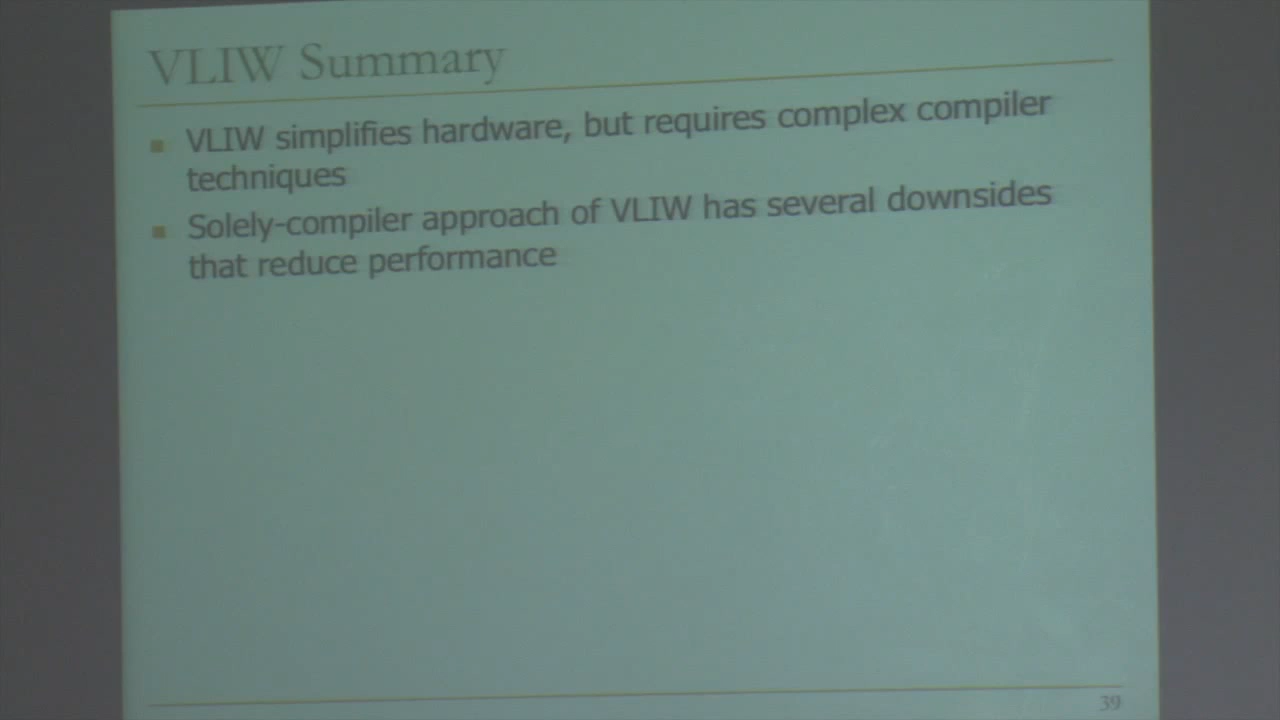 VLIW Summary
VLIW simplifies hardware, but requires complex compiler
techniques
Solely-compiler approach of VLIW has several downsides
that reduce performance
39